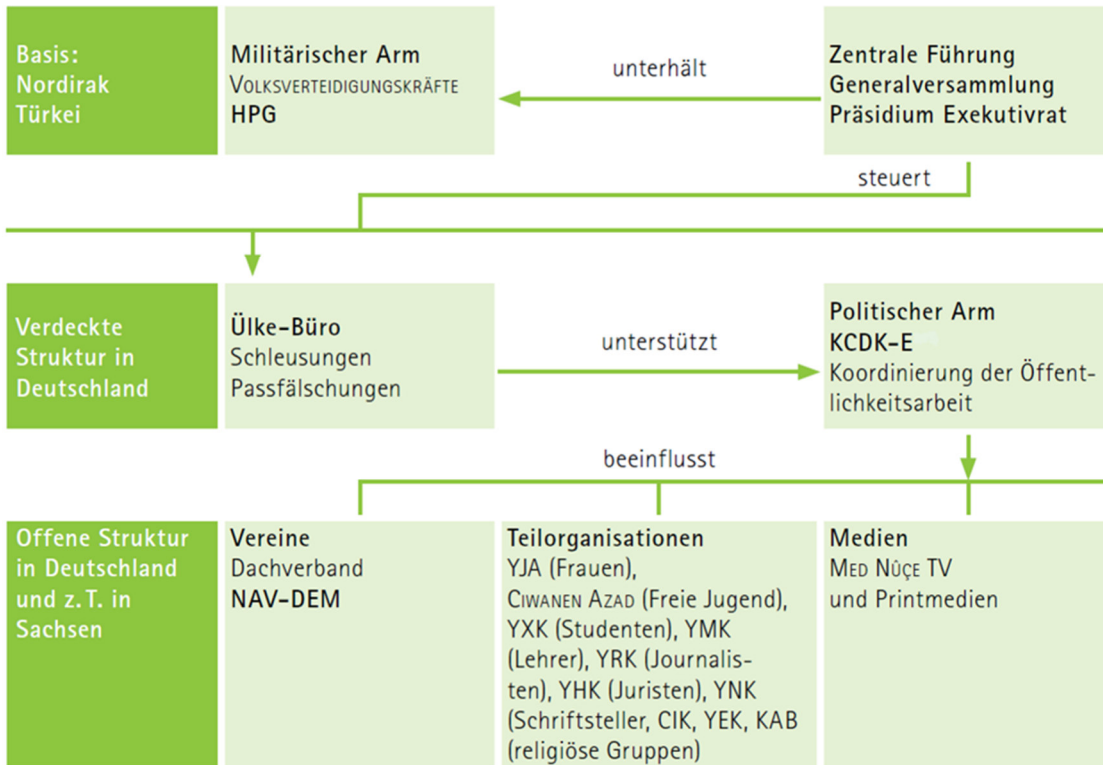 Basis:
Nordirak
Türkei
Militärischer Arm
VOLKSVERTEIDIGUNGSKRÄFTE
HPG
unterhält
Zentrale Führung
Generalversammlung
Präsidium Exekutivrat
steuert
Verdeckte
Struktur in
Deutschland
Ülke-Büro
Schleusungen
Passfälschungen
unterstützt
Politischer Arm
KCDK-E
Koordinierung der Öffent-
lichkeitsarbeit
beeinflusst
Offene Struktur
in Deutschland
und z. T. in
Sachsen
Vereine
Dachverband
NAV-DEM
Teilorganisationen
YJA (Frauen),
CIWANEN AZAD (Freie Jugend),
YXK (Studenten), YMK
(Lehrer), YRK (Journalis-
ten), YHK (Juristen), YNK
(Schriftsteller, CIK, YEK, KAB
(religiöse Gruppen)
Medien
MED NÛÇE TV
und Printmedien